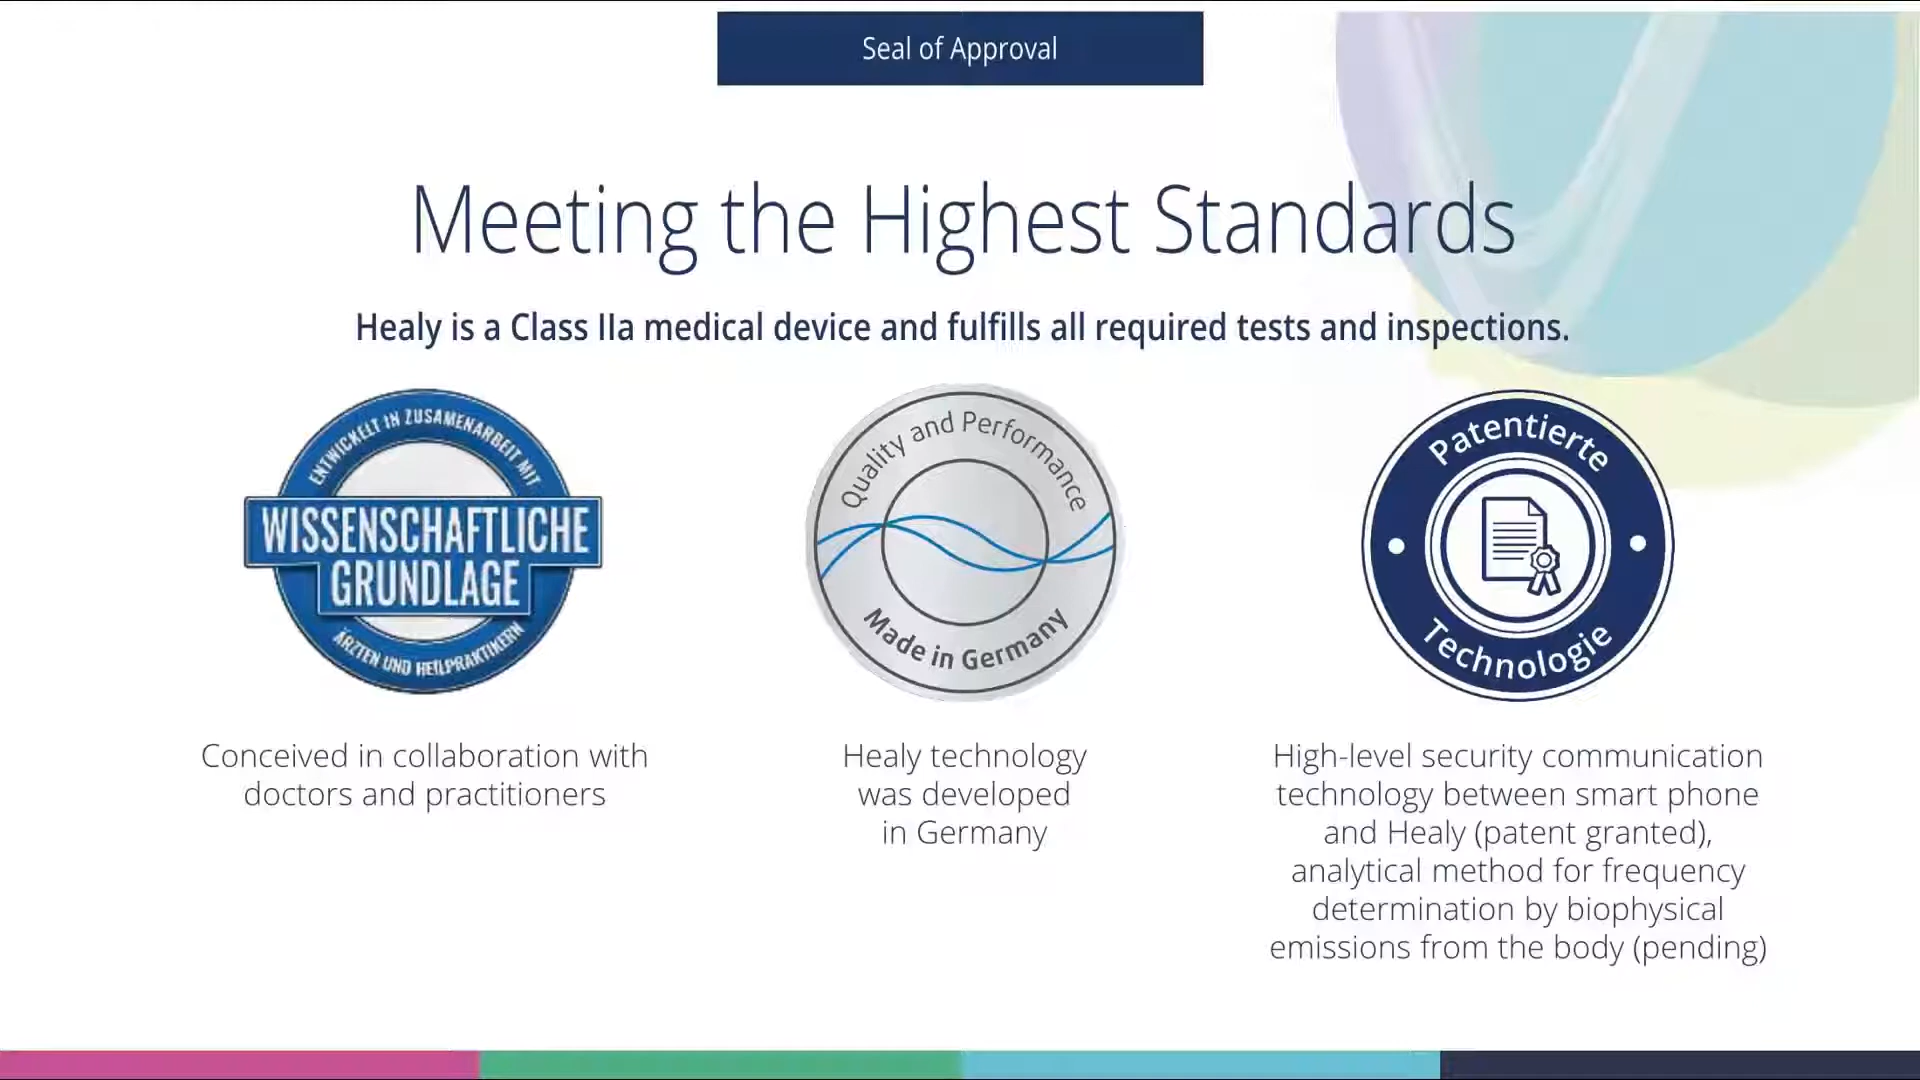 Seal of Approval
Meeting the Highest Standards
Healy is a Class IIa medical device and fulfills all required tests and inspections.
ENTWICKELT IN ZUSAMENARBEIT MIT
WISSENSCHAFTLICHE
GRUNDLAGE
ÄRZTEN UND HEILPRAKTIKERN
Conceived in collaboration with
doctors and practitioners
Quality and Performance
Made in Germany
Healy technology
was developed
in Germany
Patentierte
Technologie
High-level security communication
technology between smart phone
and Healy (patent granted),
analytical method for frequency
determination by biophysical
emissions from the body (pending)